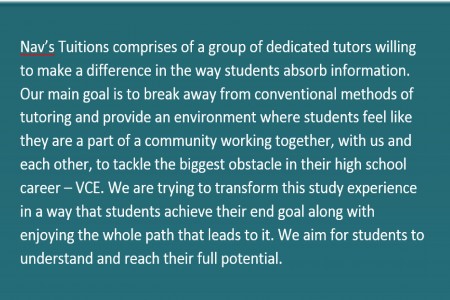 Nav's Tuitions comprises of a group of dedicated tutors willing
to make a difference in the way students absorb information.
Our main goal is to break away from conventional methods of
tutoring and provide an environment where students feel like
they are a part of a community working together, with us and
each other, to tackle the biggest obstacle in their high school
career – VCE. We are trying to transform this study experience
in a way that students achieve their end goal along with
enjoying the whole path that leads to it. We aim for students to
understand and reach their full potential.